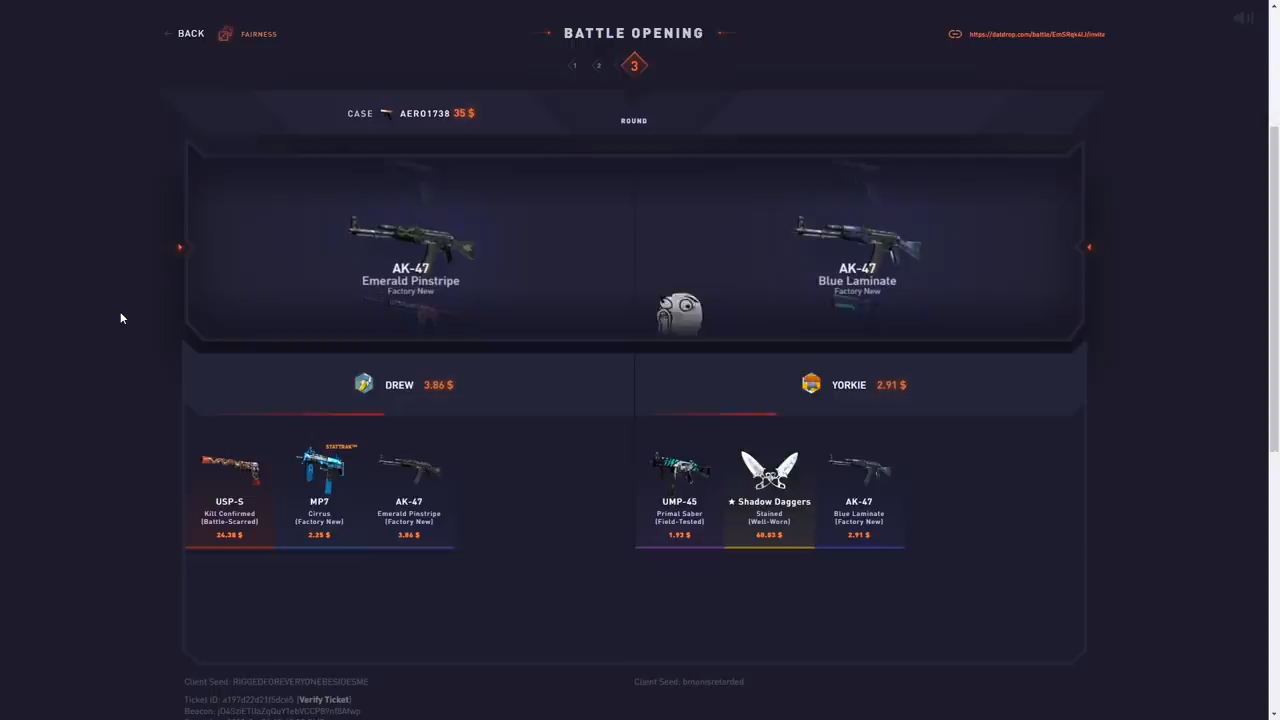 BACK
FAIRNESS
BATTLE OPENING
1 2 3
CASE AERO1738 35 $
ROUND
AK-47
Emerald Pinstripe
Factory New
AK-47
Blue Laminate
Factory New
DREW 3.86 $
YORKIE 2.91 $
STATTRAK™
USP-S
Kill Confirmed
(Battle-Scarred)
24.38 $
MP7
Cirrus
(Factory New)
2.25 $
AK-47
Emerald Pinstripe
(Factory New)
3.86 $
UMP-45
Primal Saber
(Field-Tested)
1.93 $
★ Shadow Daggers
Stained
(Well-Worn)
60.03 $
AK-47
Blue Laminate
(Factory New)
2.91 $
Client Seed: RIGGEDFOREVERYONEBESIDESME
Client Seed:
Ticket ID: [Verify Ticket]
Beacon: